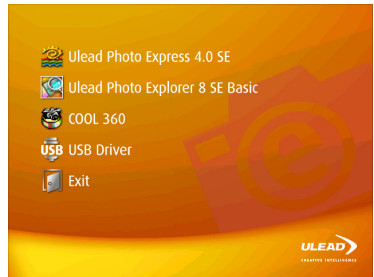 Ulead Photo Express 4.0 SE
Ulead Photo Explorer 8 SE Basic
COOL 360
USB USB Driver
Exit
ULEAD
CREATIVE INTELLIGENCE